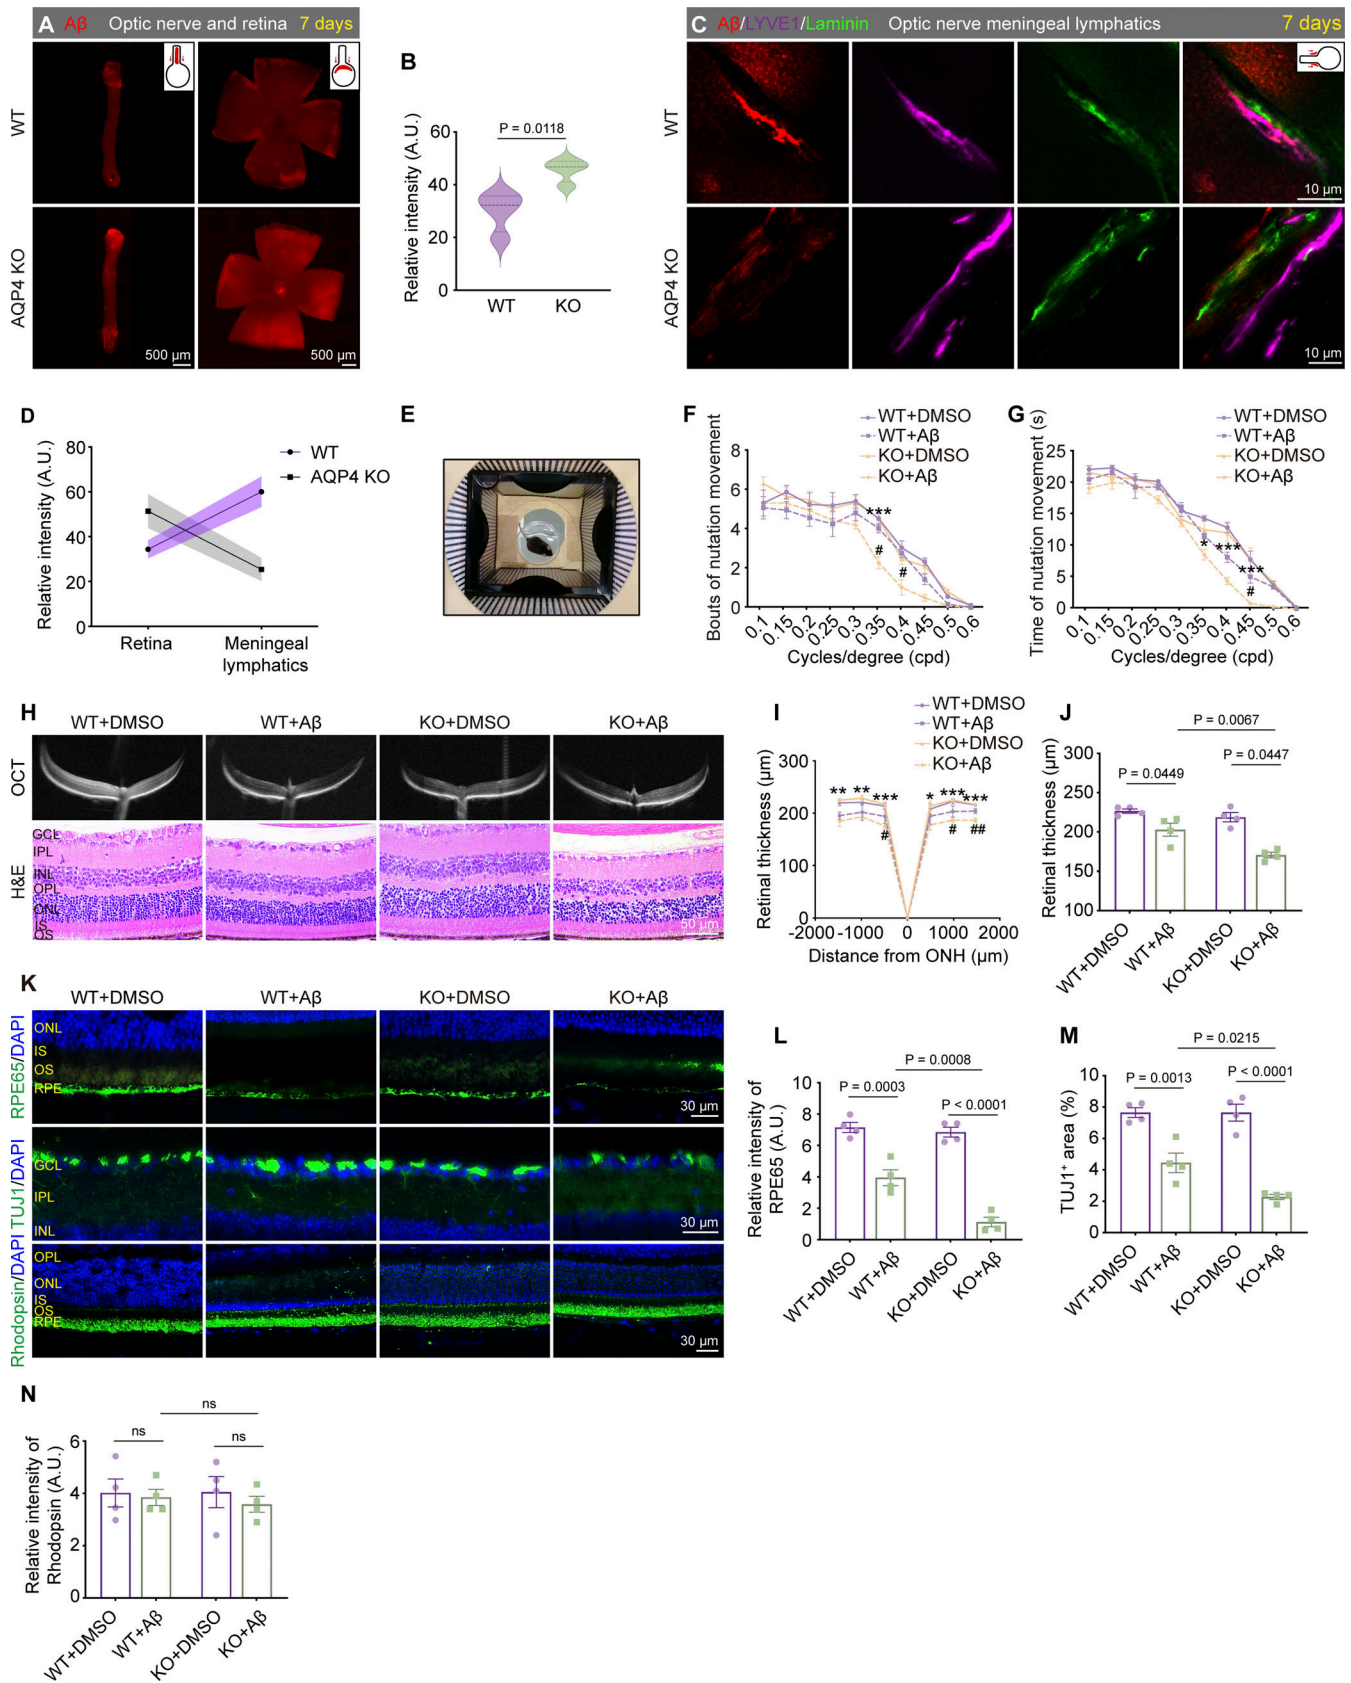 A Aβ Optic nerve and retina 7 days
WT
AQP4 KO
500 µm
500 µm
B
Relative intensity (A.U.)
60
40
20
0
P = 0.0118
WT KO
C Aβ/LYVE1/Laminin Optic nerve meningeal lymphatics 7 days
WT
AQP4 KO
10 µm
10 µm
D
Relative intensity (A.U.)
80
60
40
20
0
WT
AQP4 KO
Retina Meningeal
lymphatics
E
F
WT+DMSO
WT+Aβ
KO+DMSO
KO+Aβ
Bouts of nutation movement
8
6
4
2
0
***
#
#
0.1 0.15 0.2 0.25 0.3 0.35 0.4 0.45 0.5 0.6
Cycles/degree (cpd)
G
WT+DMSO
WT+Aβ
KO+DMSO
KO+Aβ
Time of nutation movement (s)
25
20
15
10
5
0
* *** ***
#
0.1 0.15 0.2 0.25 0.3 0.35 0.4 0.45 0.5 0.6
Cycles/degree (cpd)
H
WT+DMSO WT+Aβ KO+DMSO KO+Aβ
OCT
H&E
GCL
IPL
INL
OPL
ONL
IS
OS
50 µm
I
WT+DMSO
WT+Aβ
KO+DMSO
KO+Aβ
Retinal thickness (µm)
300
200
100
0
** ** *** * *** ***
# # ##
-2000 -1000 0 1000 2000
Distance from ONH (µm)
J
P = 0.0067
P = 0.0449 P = 0.0447
Retinal thickness (µm)
300
250
200
150
100
WT+DMSO WT+Aβ KO+DMSO KO+Aβ
K
WT+DMSO WT+Aβ KO+DMSO KO+Aβ
RPE65/DAPI
ONL
IS
OS
RPE
30 µm
TUJ1/DAPI
GCL
IPL
INL
30 µm
Rhodopsin/DAPI
OPL
ONL
IS
OS
RPE
30 µm
L
P = 0.0008
P = 0.0003
P < 0.0001
Relative intensity of
RPE65 (A.U.)
10
8
6
4
2
0
WT+DMSO WT+Aβ KO+DMSO KO+Aβ
M
P = 0.0215
P = 0.0013 P < 0.0001
TUJ1⁺ area (%)
10
8
6
4
2
0
WT+DMSO WT+Aβ KO+DMSO KO+Aβ
N
ns
ns ns
Relative intensity of
Rhodopsin (A.U.)
6
4
2
0
WT+DMSO WT+Aβ KO+DMSO KO+Aβ